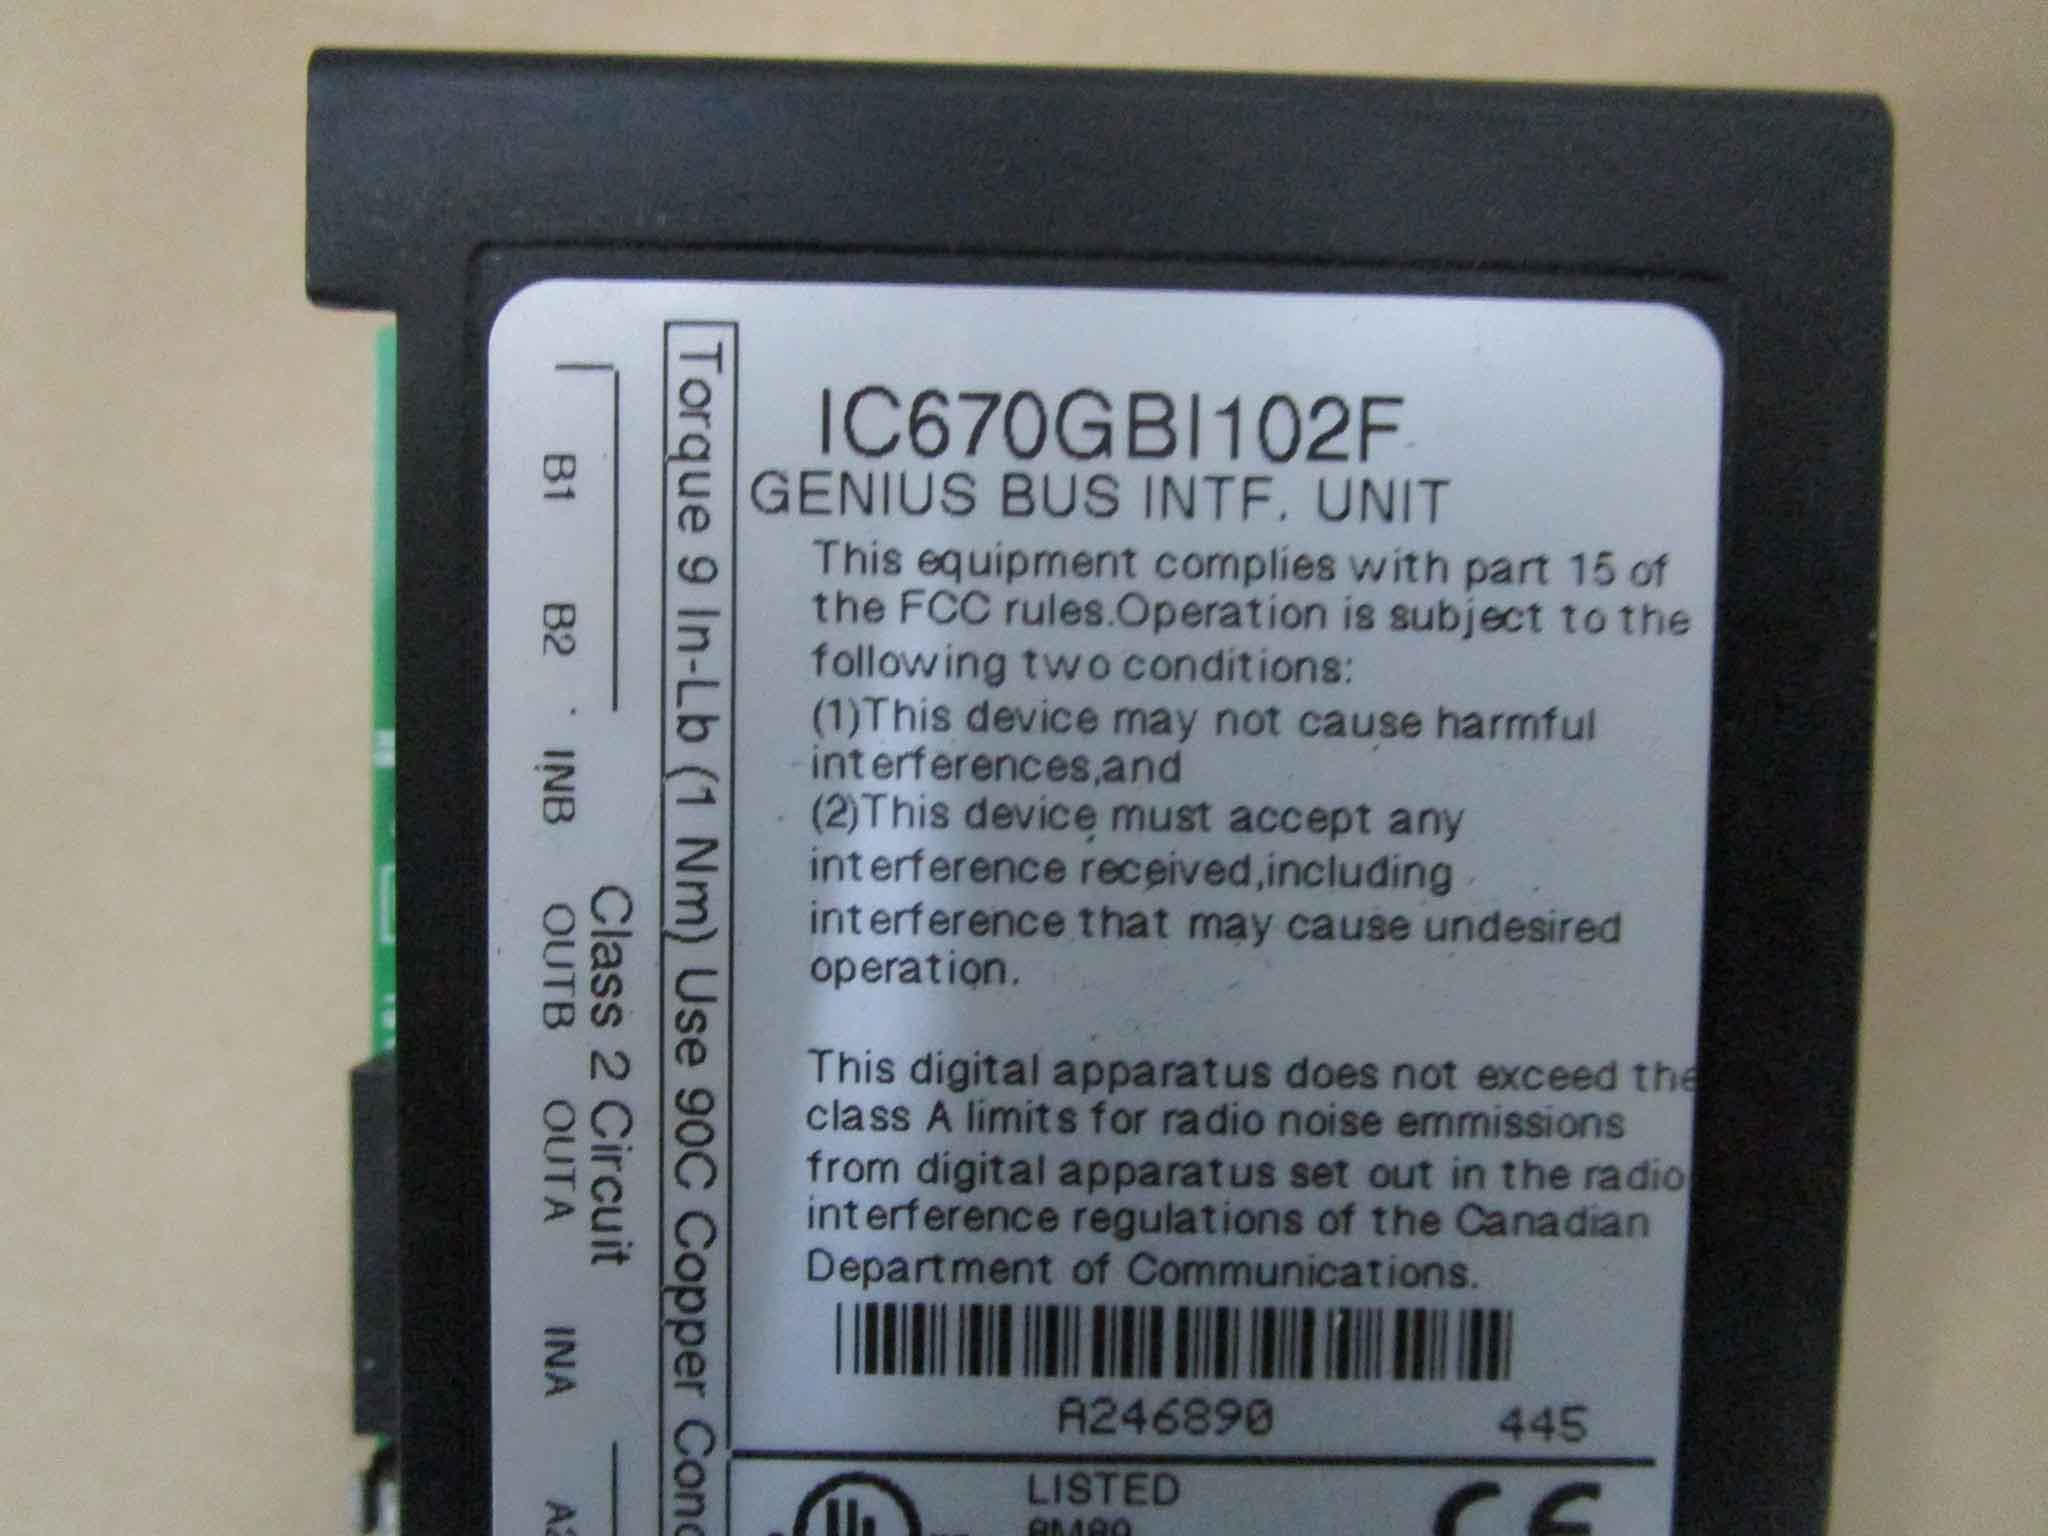 IC670GBI102F
GENIUS BUS INTF. UNIT
This equipment complies with part 15 of
the FCC rules.Operation is subject to the
following two conditions:
(1)This device may not cause harmful
interferences,and
(2)This device must accept any
interference received,including
interference that may cause undesired
operation.
This digital apparatus does not exceed the
class A limits for radio noise emmissions
from digital apparatus set out in the radio
interference regulations of the Canadian
Department of Communications.
A246890 445
LISTED
UL
CE
Torque 9 In-Lb (1 Nm) Use 90C Copper
Class 2 Circuit
B1 B2 INB OUTB OUTA INA